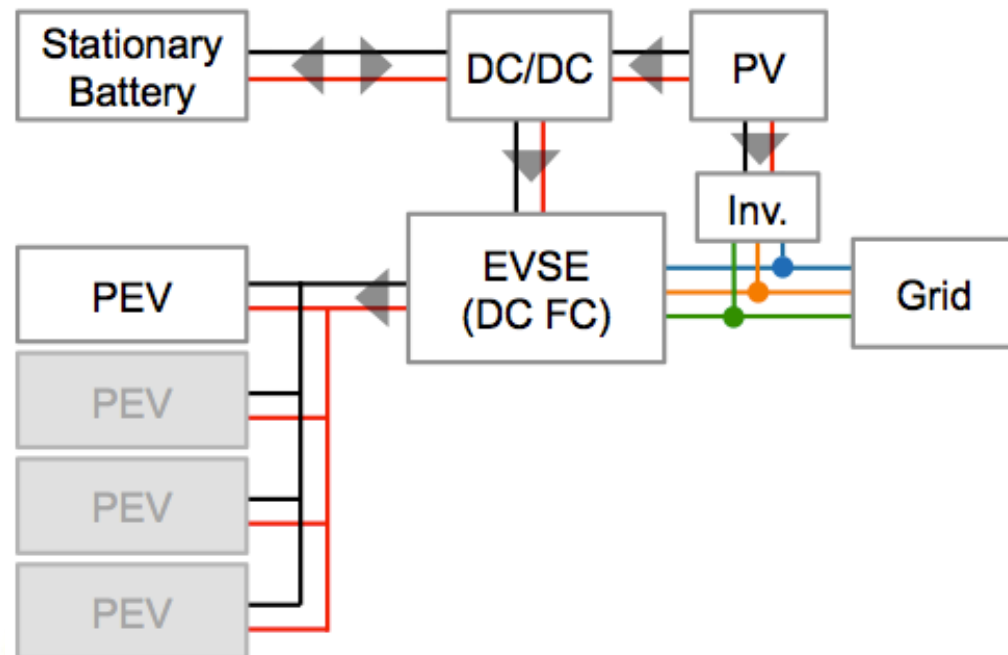 Stationary
Battery
DC/DC
PV
Inv.
EVSE
(DC FC)
Grid
PEV
PEV
PEV
PEV